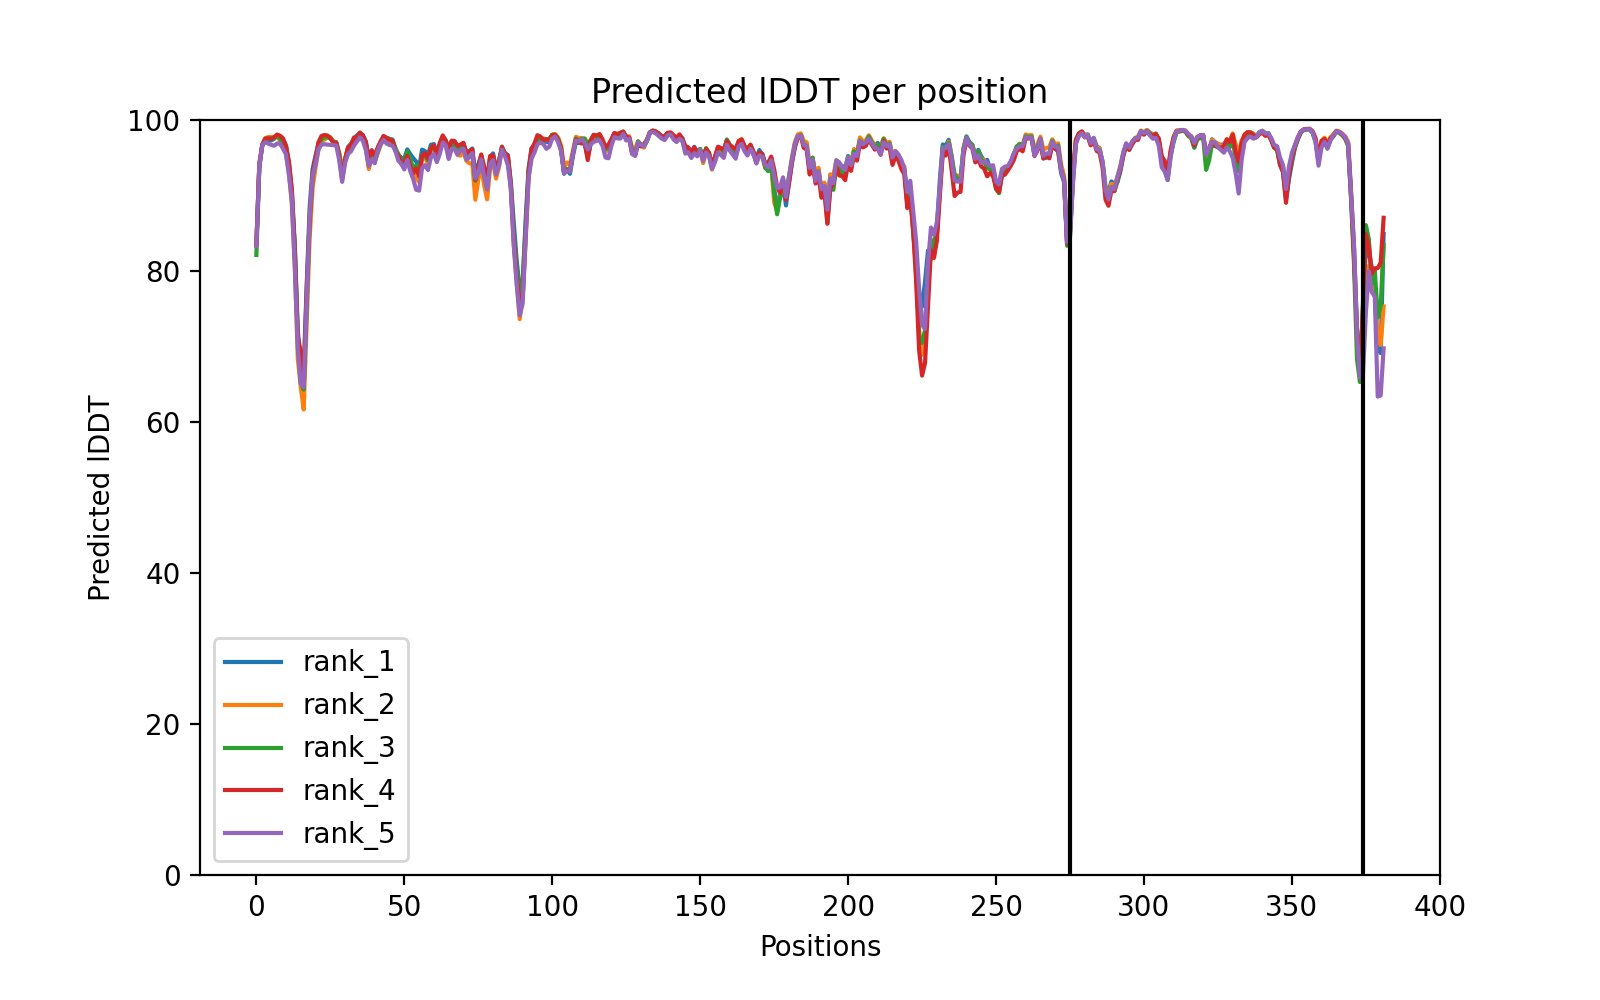 Predicted lDDT per position
100
80
60
40
20
0
Predicted lDDT
rank_1
rank_2
rank_3
rank_4
rank_5
0 50 100 150 200 250 300 350 400
Positions